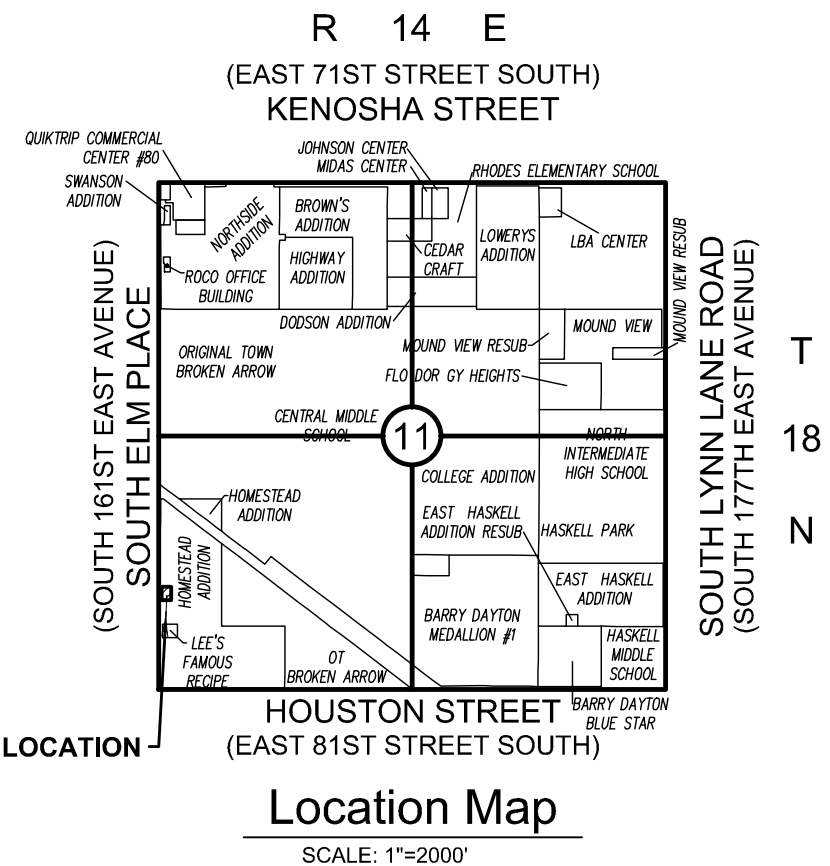 R 14 E
(EAST 71ST STREET SOUTH)
KENOSHA STREET
QUIKTRIP COMMERCIAL
CENTER #80
SWANSON
ADDITION
JOHNSON CENTER
MIDAS CENTER
RHODES ELEMENTARY SCHOOL
NORTHSIDE
ADDITION
BROWN'S
ADDITION
HIGHWAY
ADDITION
CEDAR
CRAFT
LOWERYS
ADDITION
LBA CENTER
MOUND VIEW RESUB
ROCO OFFICE
BUILDING
DODSON ADDITION
MOUND VIEW
MOUND VIEW RESUB
ORIGINAL TOWN
BROKEN ARROW
FLO DOR GY HEIGHTS
CENTRAL MIDDLE
SCHOOL
11
NORTH
INTERMEDIATE
HIGH SCHOOL
COLLEGE ADDITION
HOMESTEAD
ADDITION
EAST HASKELL
ADDITION RESUB
HASKELL PARK
HOMESTEAD
ADDITION
EAST HASKELL
ADDITION
BARRY DAYTON
MEDALLION #1
LEE'S
FAMOUS
RECIPE
OT
BROKEN ARROW
HASKELL
MIDDLE
SCHOOL
BARRY DAYTON
BLUE STAR
(SOUTH 161ST EAST AVENUE)
SOUTH ELM PLACE
SOUTH LYNN LANE ROAD
(SOUTH 177TH EAST AVENUE)
T
18
N
HOUSTON STREET
(EAST 81ST STREET SOUTH)
LOCATION
Location Map
SCALE: 1"=2000'